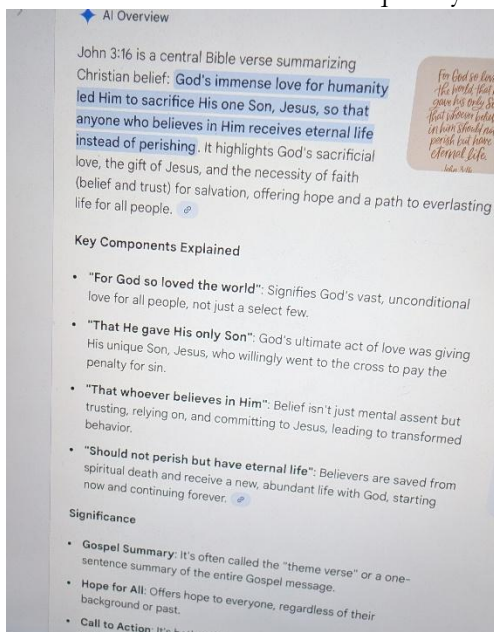 AI Overview
John 3:16 is a central Bible verse summarizing
Christian belief: God's immense love for humanity
led Him to sacrifice His one Son, Jesus, so that
anyone who believes in Him receives eternal life
instead of perishing. It highlights God's sacrificial
love, the gift of Jesus, and the necessity of faith
(belief and trust) for salvation, offering hope and a path to everlasting
life for all people.
For God so lov
the world that
gave his only S
that whoever belie
in him should no
perish but have
eternal life.
Key Components Explained
• "For God so loved the world": Signifies God's vast, unconditional
love for all people, not just a select few.
• "That He gave His only Son": God's ultimate act of love was giving
His unique Son, Jesus, who willingly went to the cross to pay the
penalty for sin.
• "That whoever believes in Him": Belief isn't just mental assent but
trusting, relying on, and committing to Jesus, leading to transformed
behavior.
• "Should not perish but have eternal life": Believers are saved from
spiritual death and receive a new, abundant life with God, starting
now and continuing forever.
Significance
• Gospel Summary: It's often called the "theme verse" or a one-
sentence summary of the entire Gospel message.
• Hope for All: Offers hope to everyone, regardless of their
background or past.
• Call to Action: It's